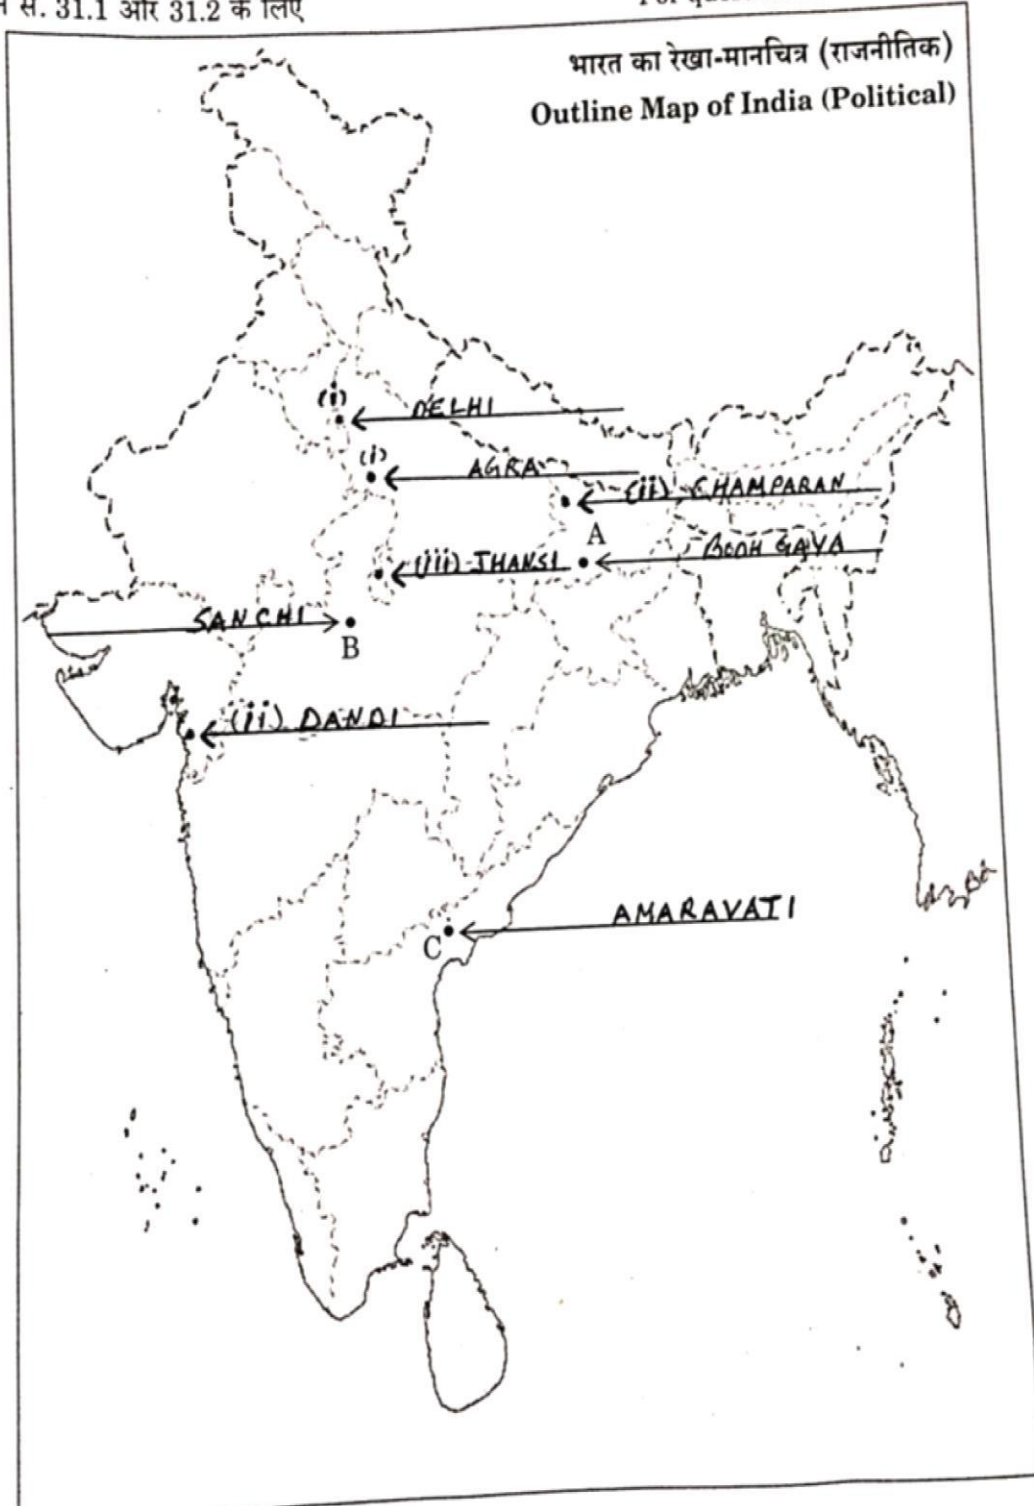 स. 31.1 और 31.2 के लिए
भारत का रेखा-मानचित्र (राजनीतिक)
Outline Map of India (Political)
(i)
DELHI
(i)
AGRA
(ii) CHAMPARAN
A
BODH GAYA
(iii) JHANSI
SANCHI
B
(ii) DANDI
AMARAVATI
C